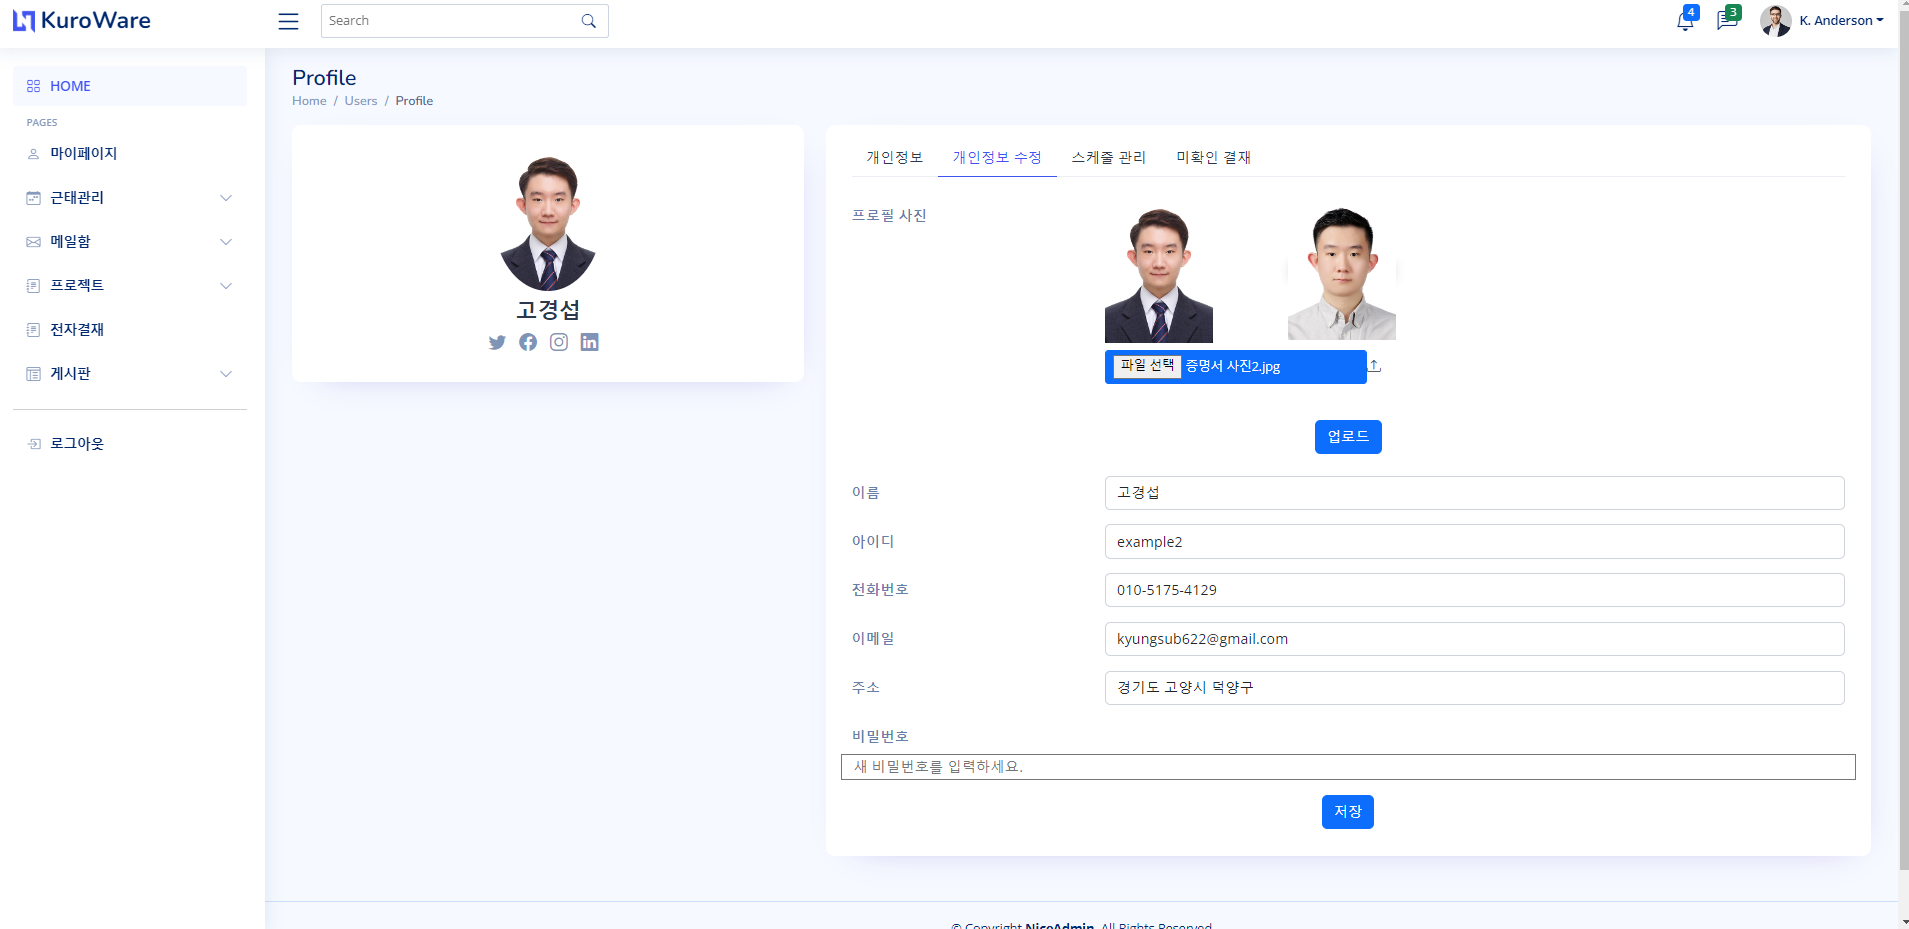 KuroWare
Search
4
3
K. Anderson
HOME
PAGES
마이페이지
근태관리
메일함
프로젝트
전자결재
게시판
로그아웃
Profile
Home / Users / Profile
고경섭
개인정보 개인정보 수정 스케줄 관리 미확인 결재
프로필 사진
파일 선택 증명서 사진2.jpg
업로드
이름 고경섭
아이디 example2
전화번호 010-5175-4129
이메일 kyungsub622@gmail.com
주소 경기도 고양시 덕양구
비밀번호
새 비밀번호를 입력하세요.
저장
© Copyright NiceAdmin. All Rights Reserved